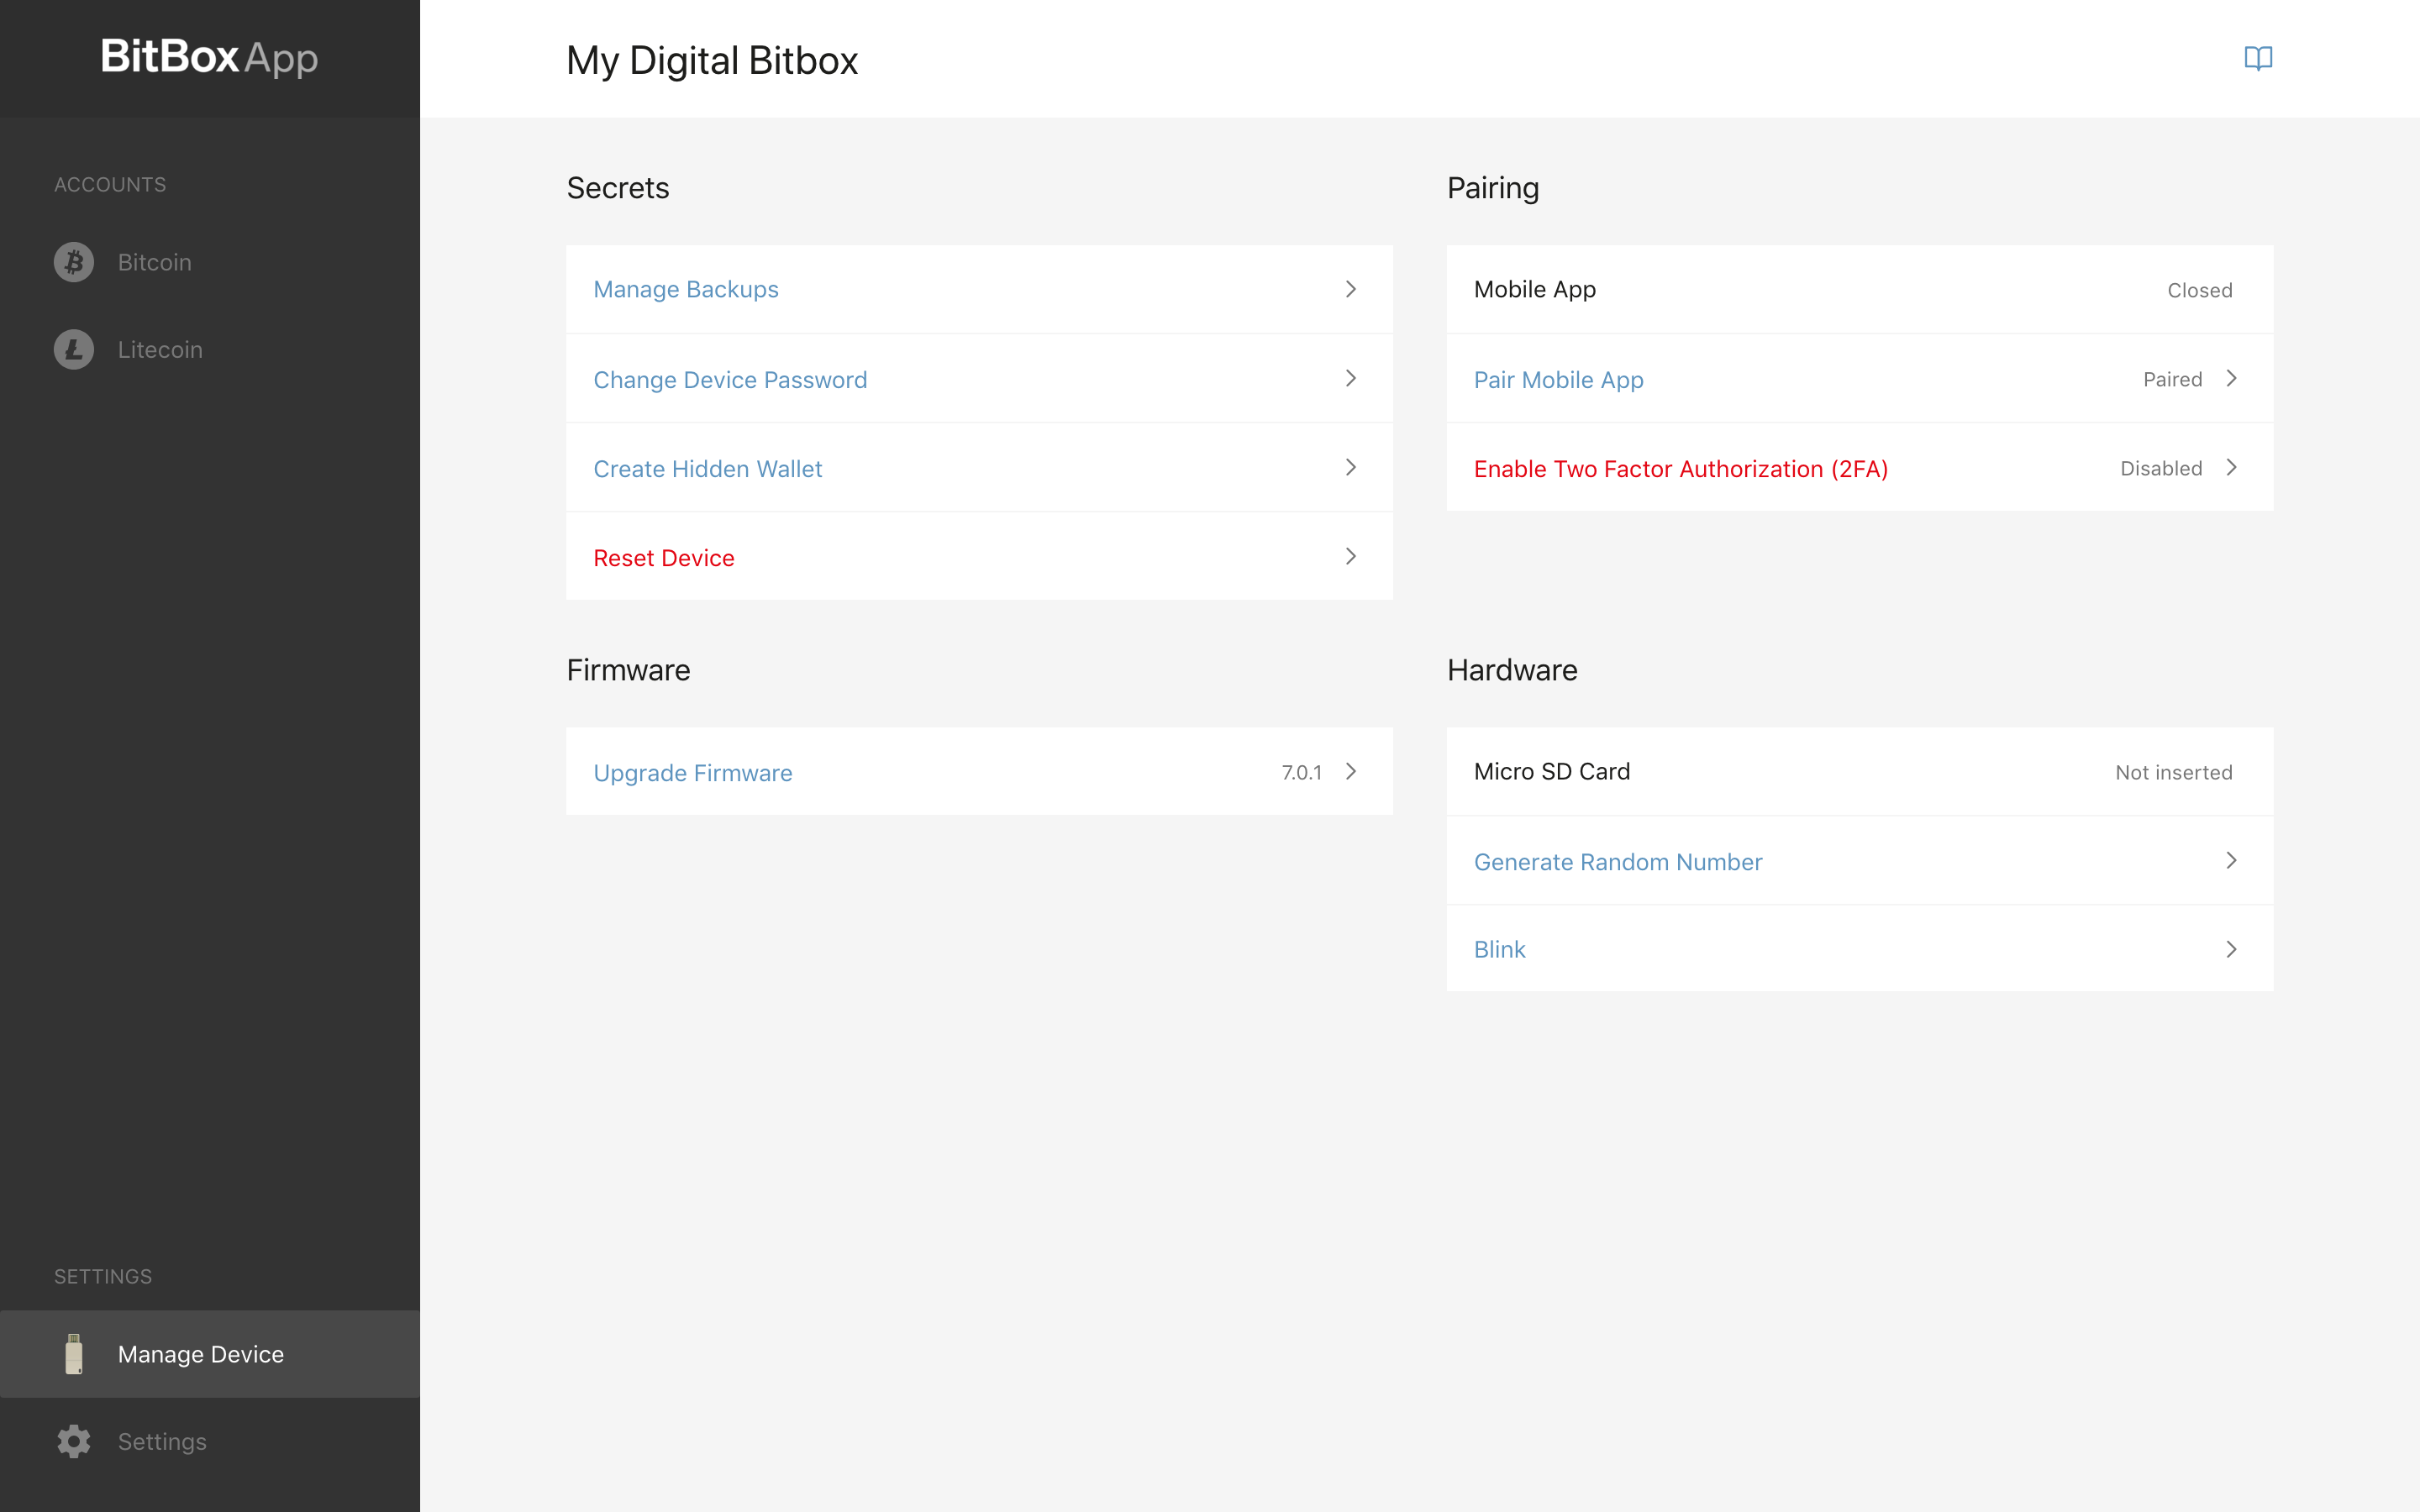 BitBox App
ACCOUNTS
Bitcoin
Litecoin
SETTINGS
Manage Device
Settings
My Digital Bitbox
Secrets
Manage Backups
Change Device Password
Create Hidden Wallet
Reset Device
Pairing
Mobile App Closed
Pair Mobile App Paired
Enable Two Factor Authorization (2FA) Disabled
Firmware
Upgrade Firmware 7.0.1
Hardware
Micro SD Card Not inserted
Generate Random Number
Blink